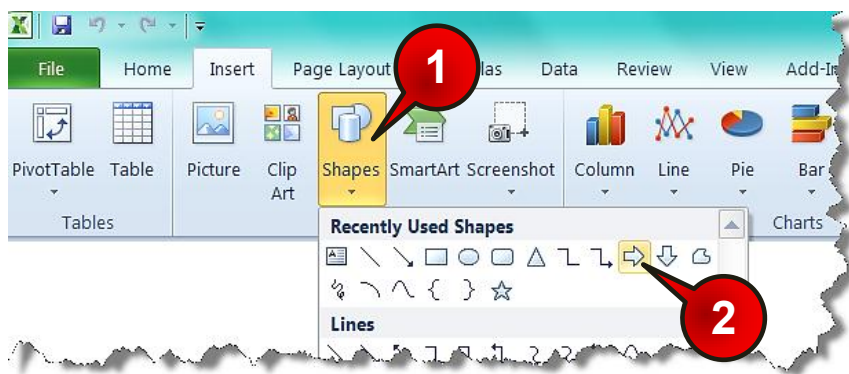 File Home Insert Page Layout las Data Review View Add-In
1
PivotTable Table Picture Clip Art Shapes SmartArt Screenshot Column Line Pie Bar
Tables Charts
Recently Used Shapes
2
Lines